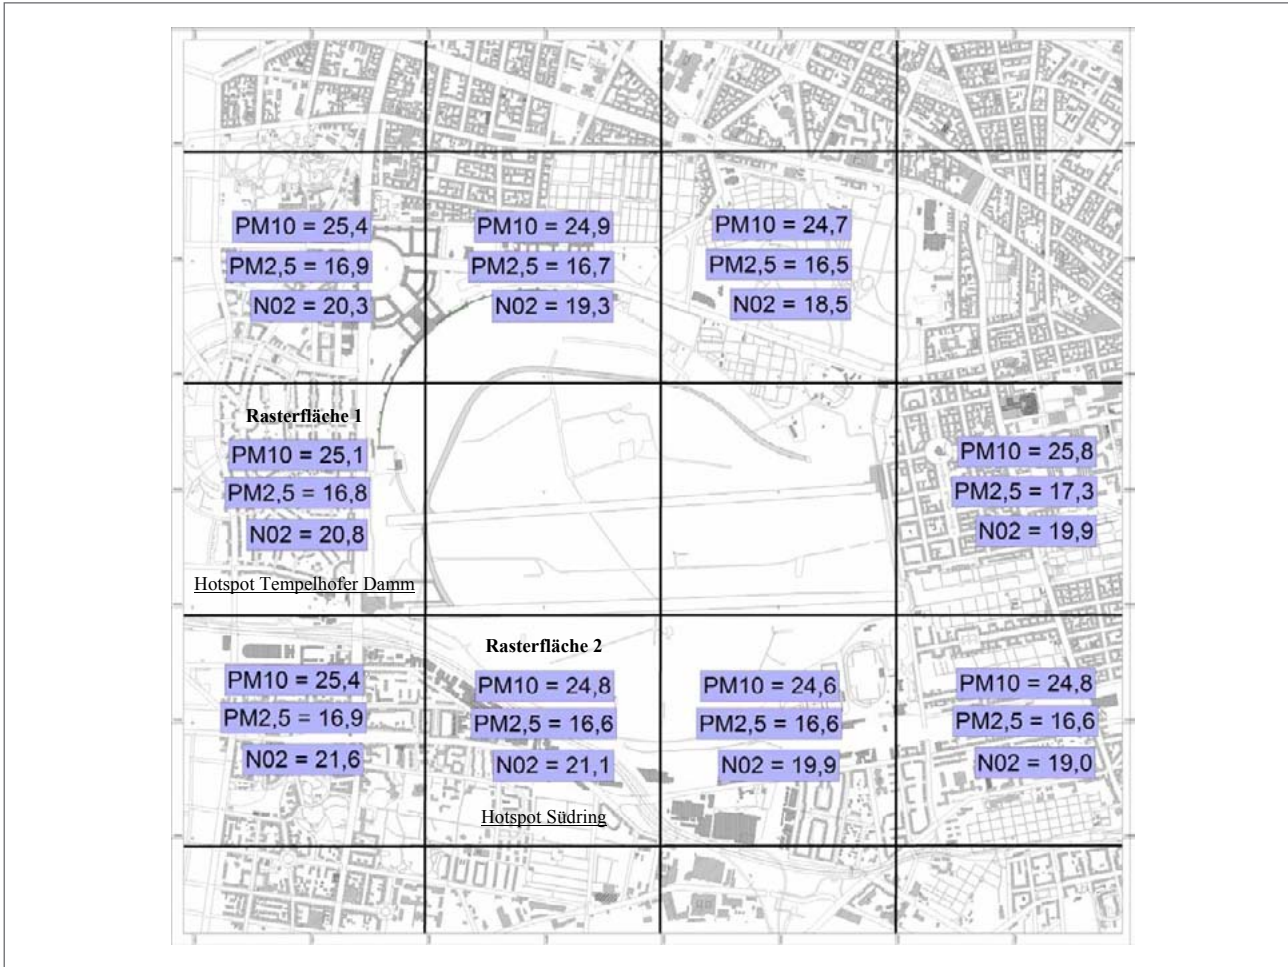 PM10 = 25,4
PM2,5 = 16,9
N02 = 20,3
PM10 = 24,9
PM2,5 = 16,7
N02 = 19,3
PM10 = 24,7
PM2,5 = 16,5
N02 = 18,5
Rasterfläche 1
PM10 = 25,1
PM2,5 = 16,8
N02 = 20,8
Hotspot Tempelhofer Damm
PM10 = 25,8
PM2,5 = 17,3
N02 = 19,9
PM10 = 25,4
PM2,5 = 16,9
N02 = 21,6
Rasterfläche 2
PM10 = 24,8
PM2,5 = 16,6
N02 = 21,1
Hotspot Südring
PM10 = 24,6
PM2,5 = 16,6
N02 = 19,9
PM10 = 24,8
PM2,5 = 16,6
N02 = 19,0